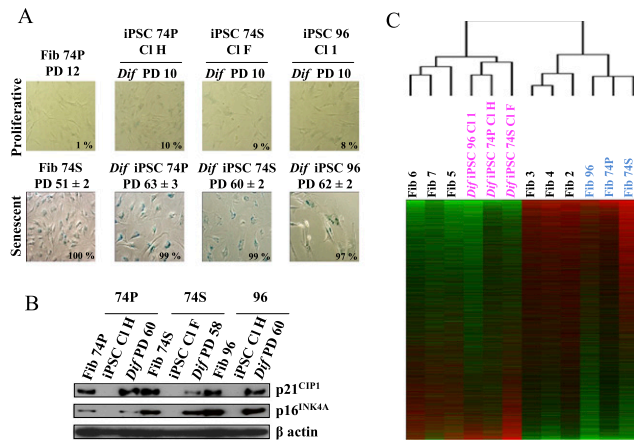 A
Fib 74P
PD 12
iPSC 74P
Cl H
Dif PD 10
iPSC 74S
Cl F
Dif PD 10
iPSC 96
Cl 1
Dif PD 10
Proliferative
1 %
10 %
9 %
8 %
Fib 74S
PD 51 ± 2
Dif iPSC 74P
PD 63 ± 3
Dif iPSC 74S
PD 60 ± 2
Dif iPSC 96
PD 62 ± 2
Senescent
100 %
99 %
99 %
97 %
B
74P
74S
96
Fib 74P
iPSC Cl H
Dif PD 60
Fib 74S
iPSC Cl F
Dif PD 58
Fib 96
iPSC Cl H
Dif PD 60
p21CIP1
p16INK4A
β actin
C
Fib 6
Fib 7
Fib 5
Dif iPSC 96 Cl 1
Dif iPSC 74P Cl H
Dif iPSC 74S Cl F
Fib 3
Fib 4
Fib 2
Fib 96
Fib 74P
Fib 74S